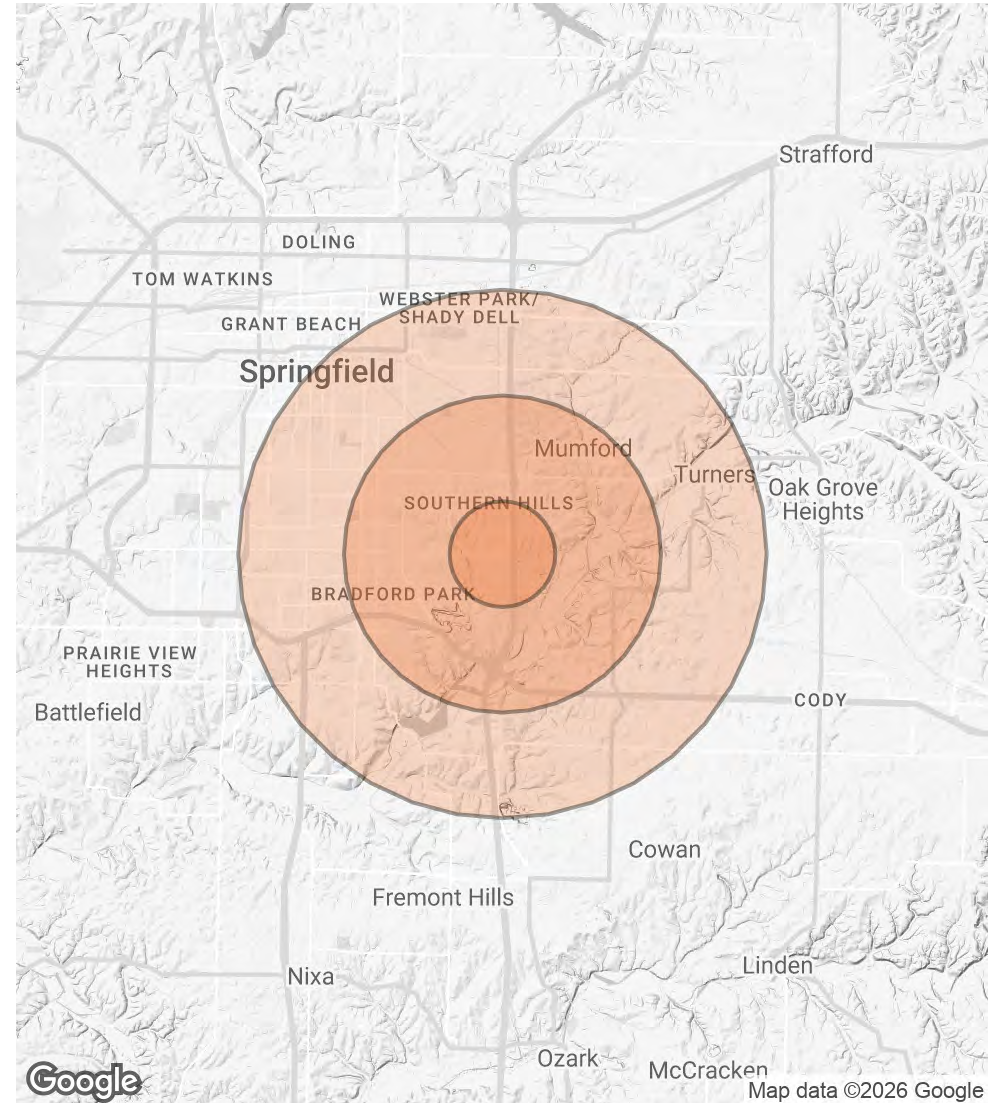 Strafford
DOLING
TOM WATKINS
WEBSTER PARK/
SHADY DELL
GRANT BEACH
Springfield
Mumford
Turners
Oak Grove
Heights
SOUTHERN HILLS
BRADFORD PARK
PRAIRIE VIEW
HEIGHTS
Battlefield
CODY
Cowan
Fremont Hills
Linden
Nixa
Ozark
McCracken
Google
Map data ©2026 Google